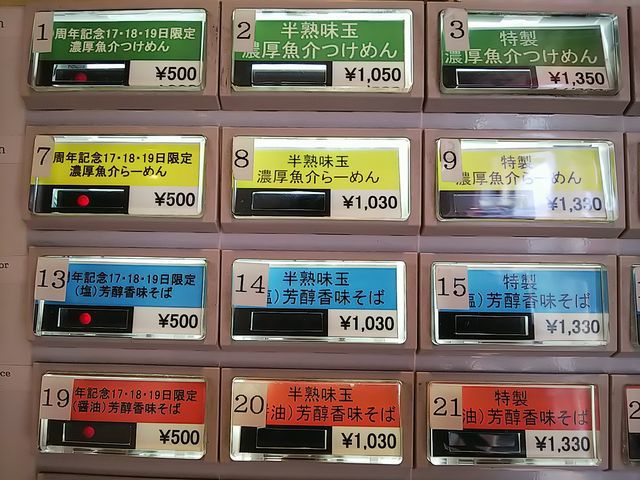 1
周年記念17・18・19日限定
濃厚魚介つけめん
¥500
2
半熟味玉
濃厚魚介つけめん
¥1,050
3
特製
濃厚魚介つけめん
¥1,350
7
周年記念17・18・19日限定
濃厚魚介らーめん
¥500
8
半熟味玉
濃厚魚介らーめん
¥1,030
9
特製
濃厚魚介らーめん
¥1,330
13
年記念17・18・19日限定
(塩)芳醇香味そば
¥500
14
半熟味玉
塩)芳醇香味そば
¥1,030
15
特製
塩)芳醇香味そば
¥1,330
19
年記念17・18・19日限定
(醤油)芳醇香味そば
¥500
20
半熟味玉
油)芳醇香味そば
¥1,030
21
特製
油)芳醇香味そば
¥1,330